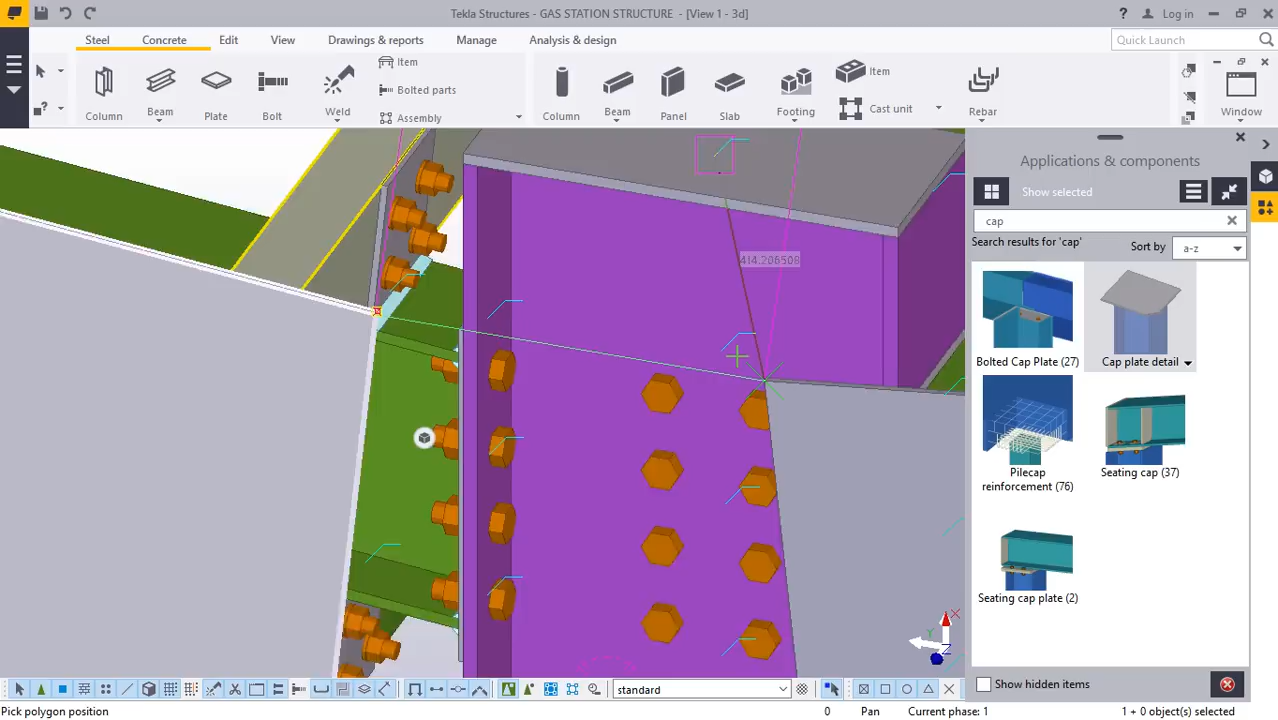 Tekla Structures - GAS STATION STRUCTURE - [View 1 - 3d]
? Log in
Steel Concrete Edit View Drawings & reports Manage Analysis & design
Quick Launch
Column Beam Plate Bolt Weld
Item
Bolted parts
Assembly
Column Beam Panel Slab Footing
Item
Cast unit
Rebar
Window
Applications & components
Show selected
cap
Search results for 'cap'
Sort by a-z
Bolted Cap Plate (27)
Cap plate detail
Pilecap
reinforcement (76)
Seating cap (37)
Seating cap plate (2)
Show hidden items
414.206508
X
Y
Z
standard
Pick polygon position
0 Pan Current phase: 1 1 + 0 object(s) selected